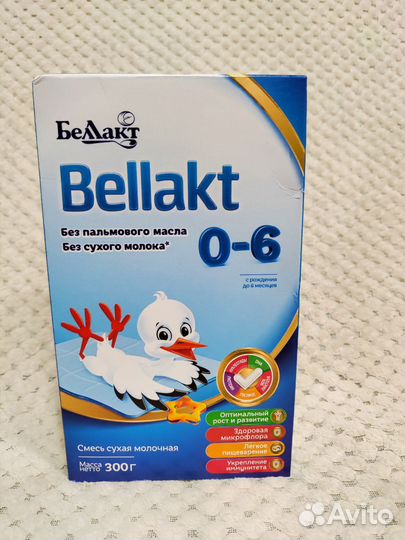 Беллакт
Bellakt
Без пальмового масла
Без сухого молока*
0-6
с рождения
до 6 месяцев
Оптимальный
рост и развитие
Здоровая
микрофлора
Легкое
пищеварение
Укрепление
иммунитета
Смесь сухая молочная
Масса
нетто 300 г
Avito